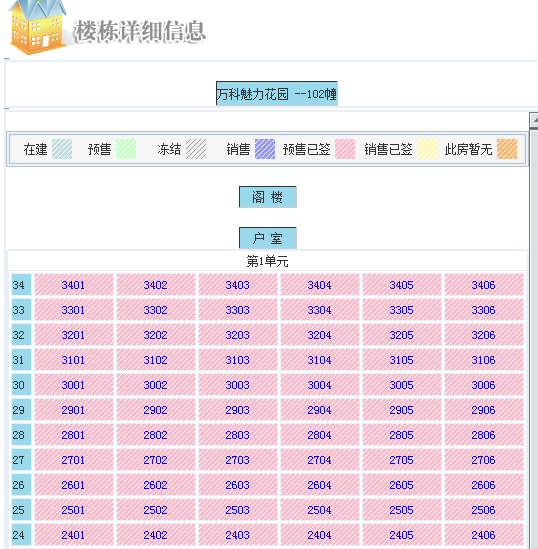 楼栋详细信息
万科魅力花园 --102幢
在建 预售 冻结 销售 预售已签 销售已签 此房暂无
阁 楼
户 室
第1单元
34 3401 3402 3403 3404 3405 3406
33 3301 3302 3303 3304 3305 3306
32 3201 3202 3203 3204 3205 3206
31 3101 3102 3103 3104 3105 3106
30 3001 3002 3003 3004 3005 3006
29 2901 2902 2903 2904 2905 2906
28 2801 2802 2803 2804 2805 2806
27 2701 2702 2703 2704 2705 2706
26 2601 2602 2603 2604 2605 2606
25 2501 2502 2503 2504 2505 2506
24 2401 2402 2403 2404 2405 2406